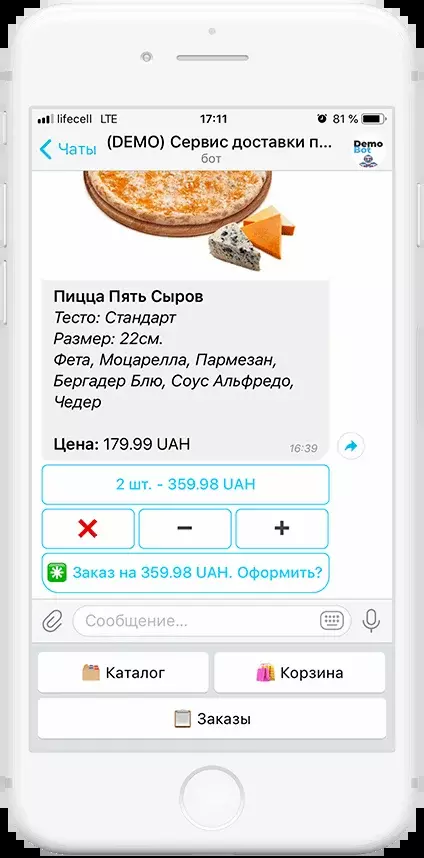 lifecell LTE 17:11 81 %
Чаты (DEMO) Сервис доставки п...
бот
Demo
Bot
Пицца Пять Сыров
Тесто: Стандарт
Размер: 22см.
Фета, Моцарелла, Пармезан,
Бергадер Блю, Соус Альфредо,
Чедер
Цена: 179.99 UAH 16:39
2 шт. - 359.98 UAH
− +
Заказ на 359.98 UAH. Оформить?
Сообщение...
Каталог Корзина
Заказы